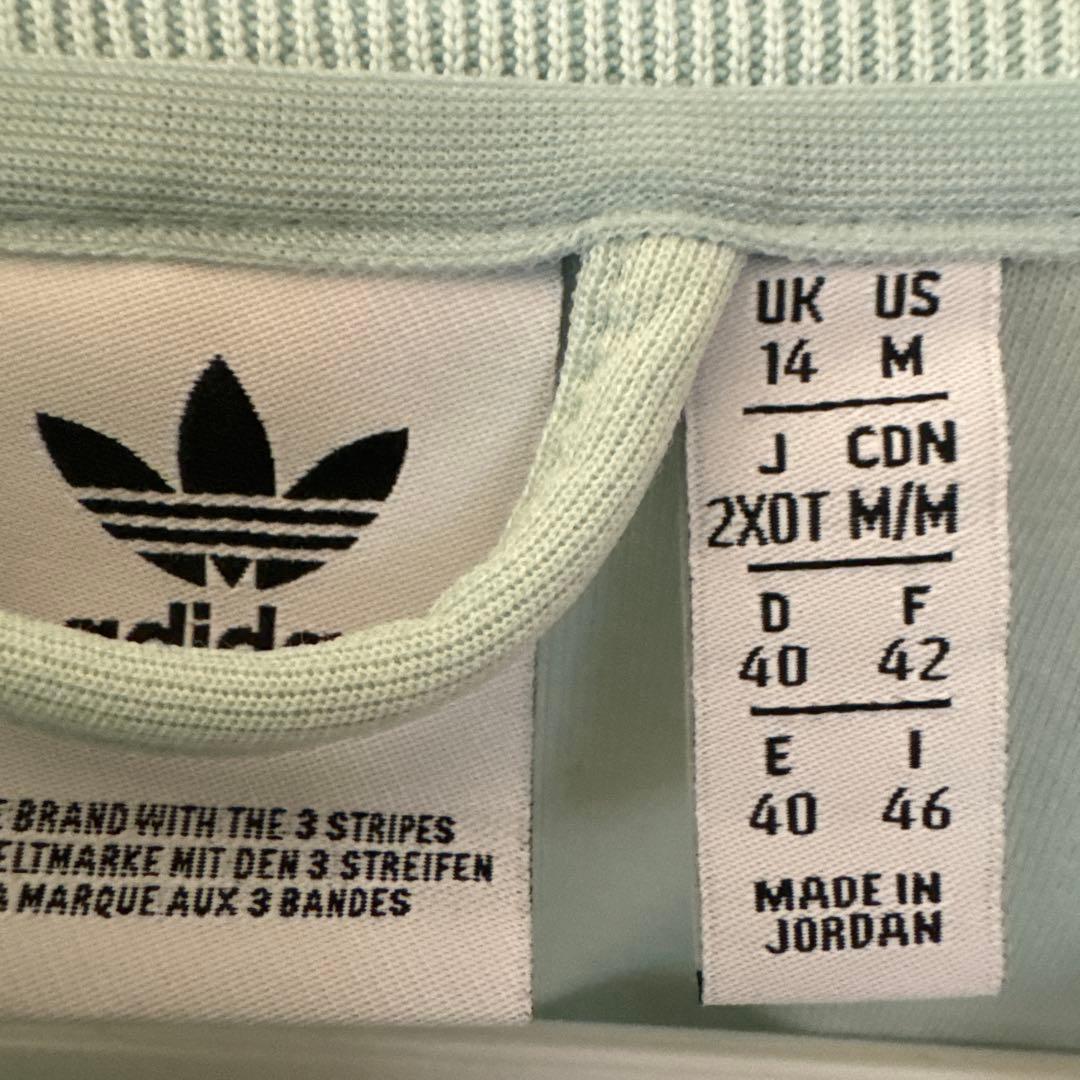 adidas
BRAND WITH THE 3 STRIPES
MIT DEN 3 STREIFEN
MARQUE AUX 3 BANDES
UK US
14 M
J CDN
2XOT M/M
D F
40 42
E I
40 46
MADE IN
JORDAN